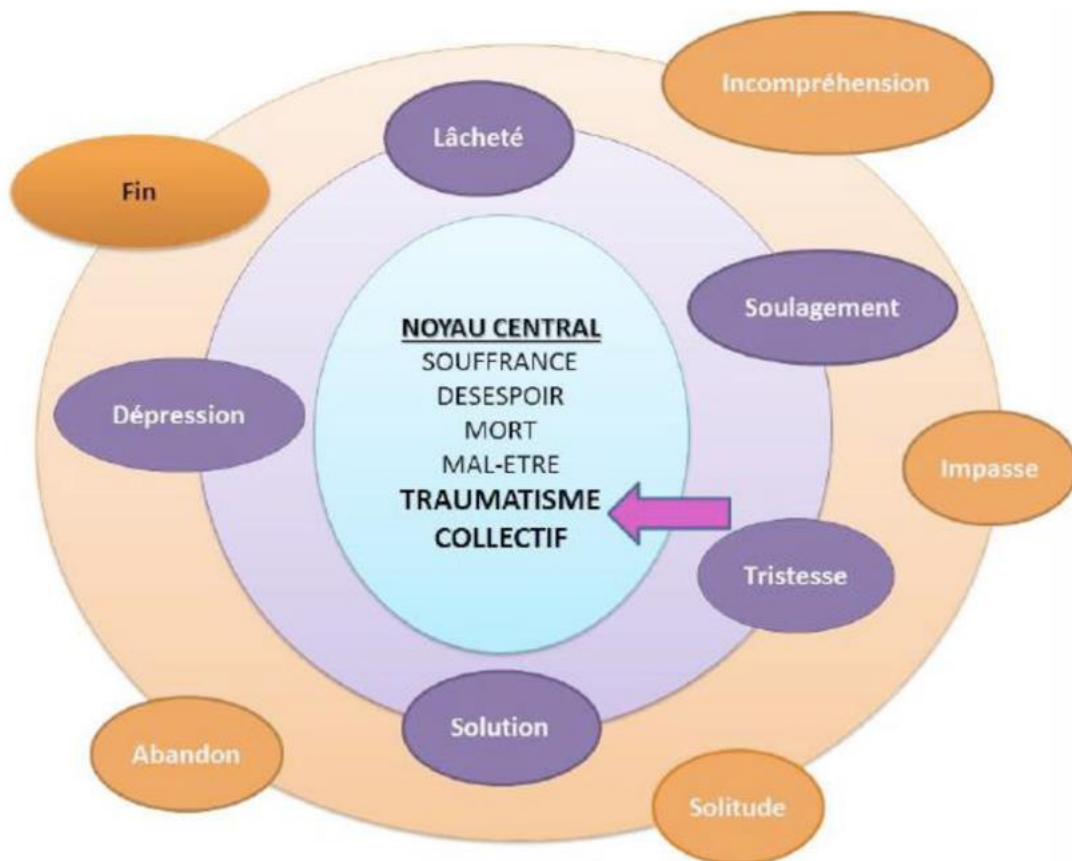 Incompréhension
Lâcheté
Fin
Soulagement
NOYAU CENTRAL
SOUFFRANCE
DESESPOIR
MORT
MAL-ETRE
TRAUMATISME
COLLECTIF
Dépression
Impasse
Tristesse
Solution
Abandon
Solitude